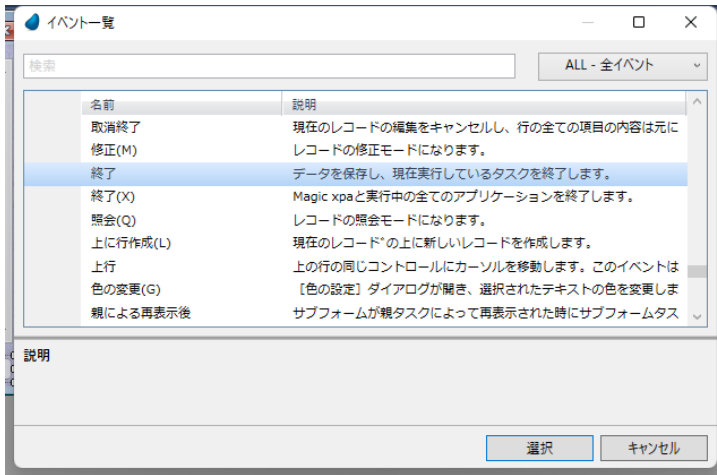 イベント一覧
検索
ALL - 全イベント
名前 説明
取消終了 現在のレコードの編集をキャンセルし、行の全ての項目の内容は元に
修正(M) レコードの修正モードになります。
終了 データを保存し、現在実行しているタスクを終了します。
終了(X) Magic xpaと実行中の全てのアプリケーションを終了します。
照会(Q) レコードの照会モードになります。
上に行作成(L) 現在のレコード゛の上に新しいレコードを作成します。
上行 上の行の同じコントロールにカーソルを移動します。このイベントは
色の変更(G) ［色の設定］ダイアログが開き、選択されたテキストの色を変更しま
親による再表示後 サブフォームが親タスクによって再表示された時にサブフォームタス
説明
選択
キャンセル